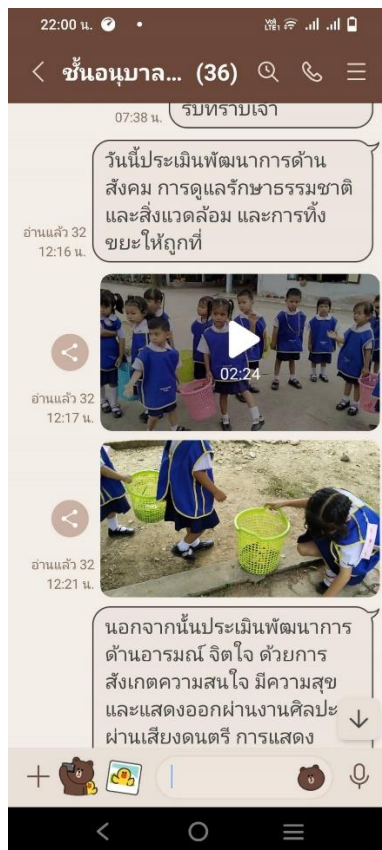 22:00 น.
ชั้นอนุบาล... (36)
รับทราบเจ้า
07:38 น.
วันนี้ประเมินพัฒนาการด้าน
สังคม การดูแลรักษาธรรมชาติ
และสิ่งแวดล้อม และการทิ้ง
ขยะให้ถูกที่
อ่านแล้ว 32
12:16 น.
02:24
อ่านแล้ว 32
12:17 น.
อ่านแล้ว 32
12:21 น.
นอกจากนั้นประเมินพัฒนาการ
ด้านอารมณ์ จิตใจ ด้วยการ
สังเกตความสนใจ มีความสุข
และแสดงออกผ่านงานศิลปะ
ผ่านเสียงดนตรี การแสดง